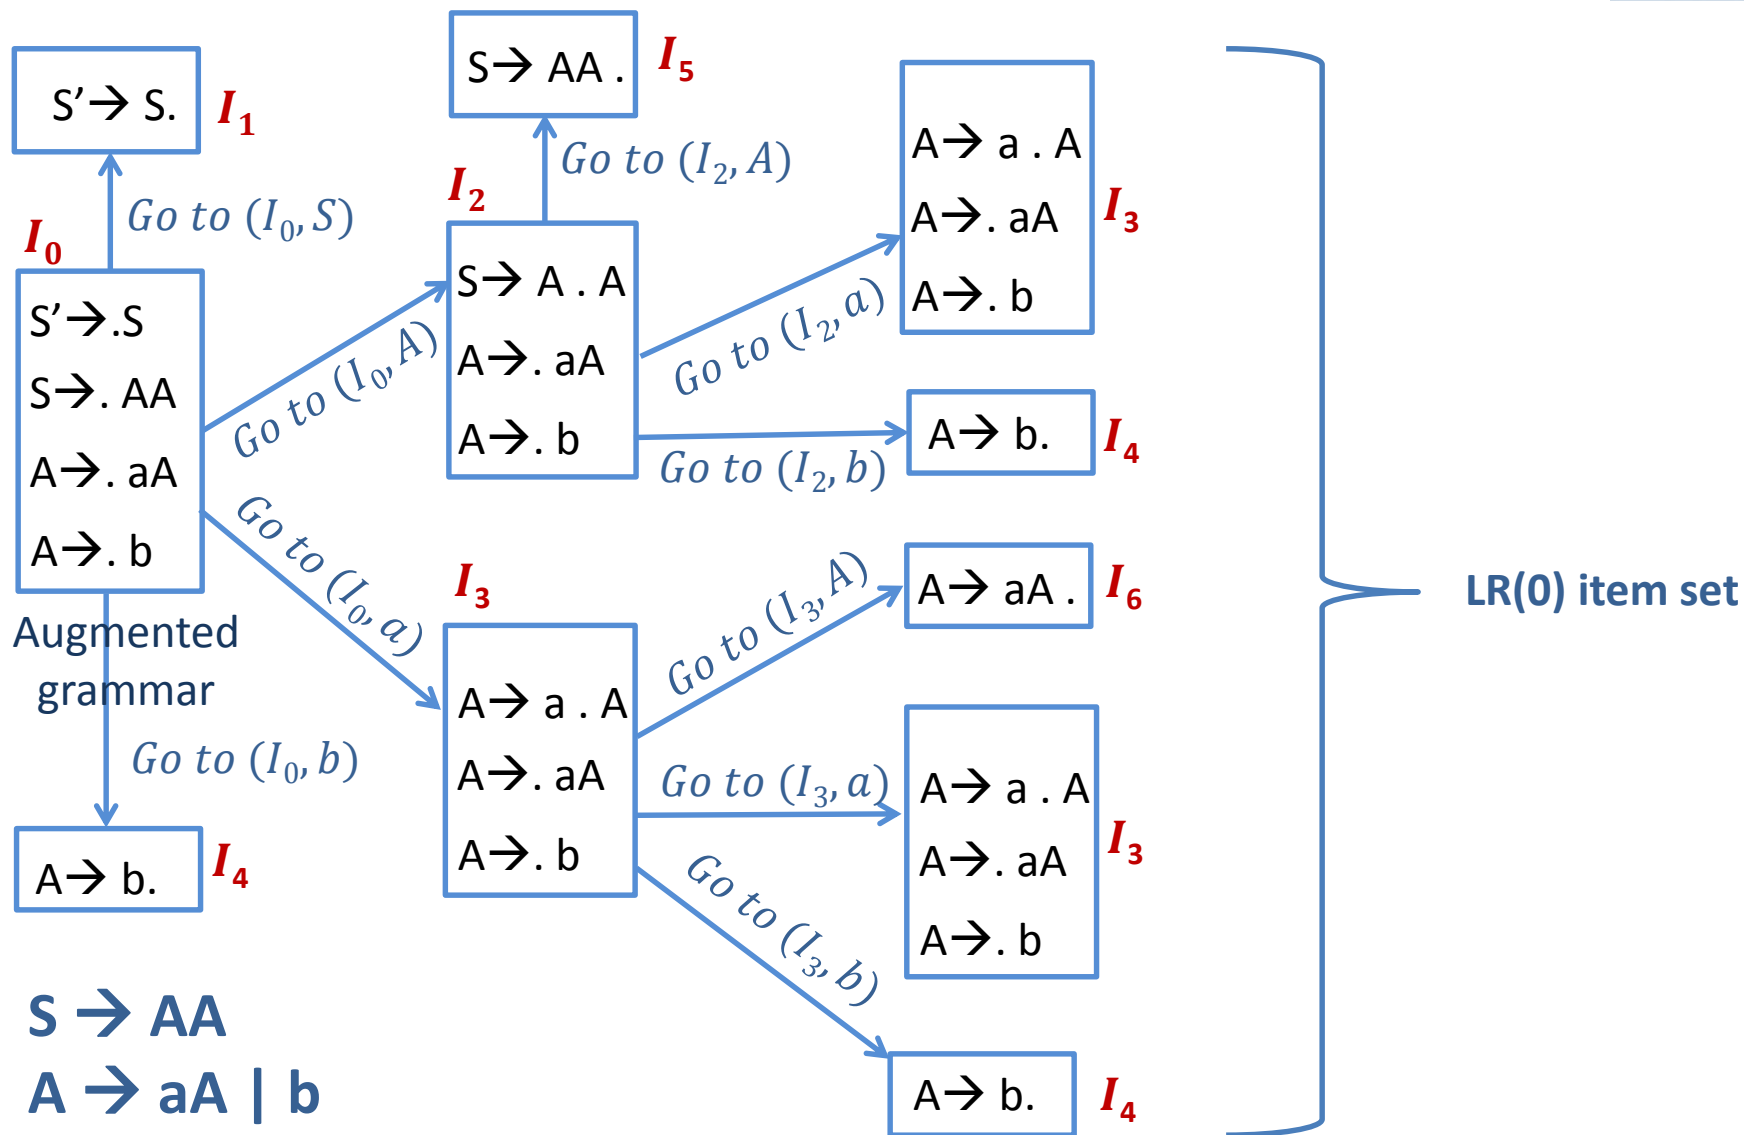 S'→ S.
I1
Go to (I0, S)
I0
S'→.S
S→. AA
A→. aA
A→. b
Augmented
grammar
Go to (I0, b)
A→ b.
I4
S → AA
A → aA | b
Go to (I0, A)
Go to (I0, a)
S→ AA .
I5
Go to (I2, A)
I2
S→ A . A
A→. aA
A→. b
Go to (I2, a)
Go to (I2, b)
I3
A→ a . A
A→. aA
A→. b
Go to (I3, A)
Go to (I3, a)
Go to (I3, b)
A→ a . A
A→. aA
A→. b
I3
A→ b.
I4
A→ aA .
I6
A→ a . A
A→. aA
A→. b
I3
A→ b.
I4
LR(0) item set